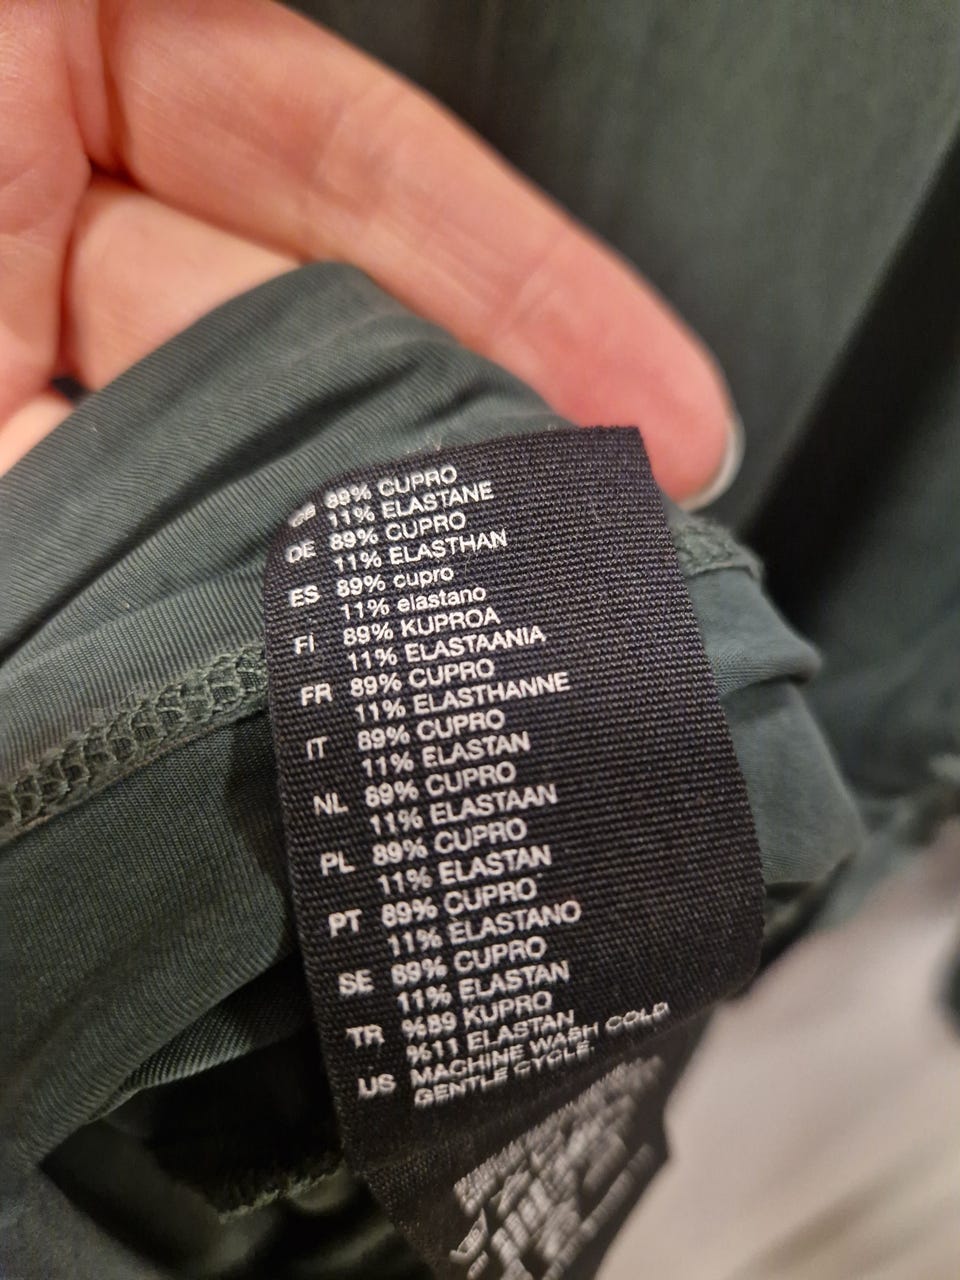 GB 89% CUPRO
11% ELASTANE
DE 89% CUPRO
11% ELASTHAN
ES 89% cupro
11% elastano
FI 89% KUPROA
11% ELASTAANIA
FR 89% CUPRO
11% ELASTHANNE
IT 89% CUPRO
11% ELASTAN
NL 89% CUPRO
11% ELASTAAN
PL 89% CUPRO
11% ELASTAN
PT 89% CUPRO
11% ELASTANO
SE 89% CUPRO
11% ELASTAN
TR %89 KUPRO
%11 ELASTAN
US MACHINE WASH COLD
GENTLE CYCLE.